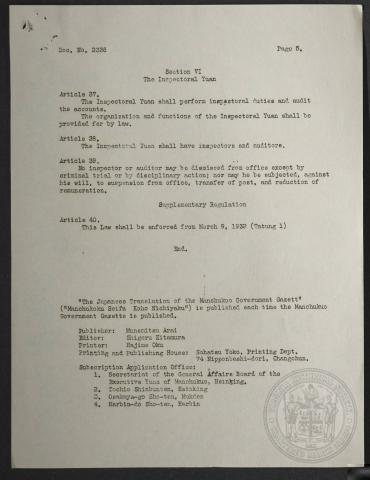 Doc. No. 2336 Page 5.
Section VI
The Inspectoral Yuan
Article 37.
The Inspectoral Yuan shall perform inspectural duties and audit
the accounts.
The organization and functions of the Inspectoral Yuan shall be
provided for by law.
Article 38.
The Inspectoral Yuan shall have inspectors and auditors.
Article 39.
No inspector or auditor may be dismissed from office except by
criminal trial or by disciplinary action; nor may he be subjected, against
his will, to suspension from office, transfer of post, and reduction of
remuneration.
Supplementary Regulation
Article 40.
This Law shall be enforced from March 9, 1932 (Tatung 1)
End.
"The Japanese Translation of the Manchukuo Government Gazett"
("Manchukoku Seifu Koho Nichiyaku") is published each time the Manchukuo
Government Gazette is published.
Publisher: Munemitsu Arai
Editor: Shigeru Kitamura
Printer: Hajime Oka
Printing and Publishing House: Yoko, Printing Dept.
74 Nipponbashi-dori, Changchun.
Subscription Application Office:
1. Secretariat of the General Affairs Board of the
Executive Yuan of Manchukuo, Hsinking.
2. Tochio Shimbunten, Hsinking
3. Osakaya-go Sho-ten, Mukden
4. Harbin-do Sho-ten, Harbin